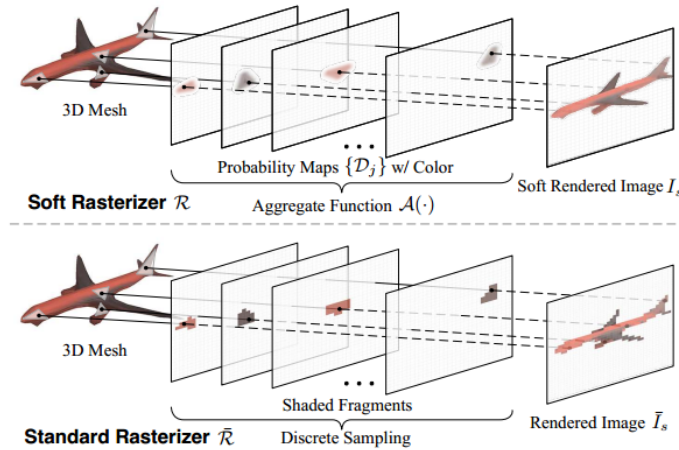 3D Mesh
Probability Maps {𝒟ⱼ} w/ Color
Soft Rendered Image Iₛ
Soft Rasterizer ℛ
Aggregate Function 𝒜(·)
3D Mesh
Shaded Fragments
Rendered Image Īₛ
Standard Rasterizer ℛ̄
Discrete Sampling